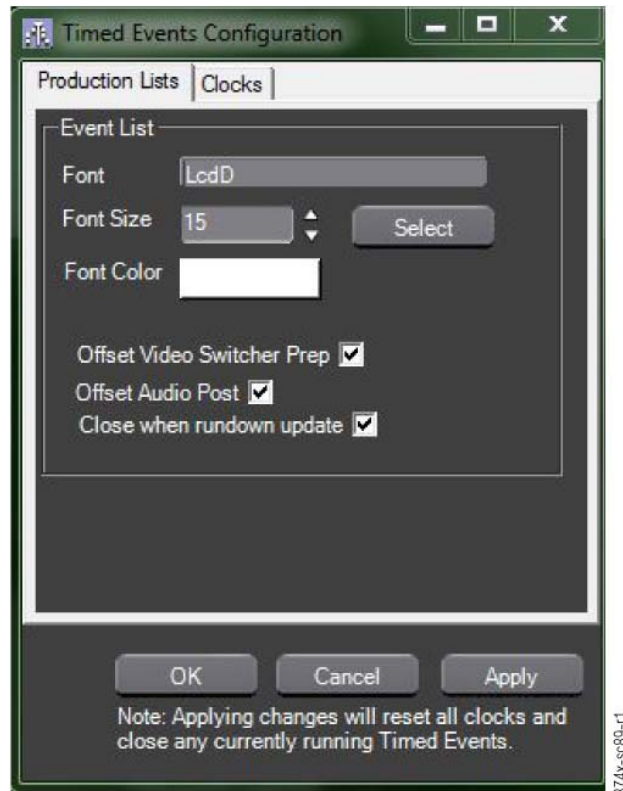 Timed Events Configuration
Production Lists
Clocks
Event List
Font
LcdD
Font Size
15
Select
Font Color
Offset Video Switcher Prep
Offset Audio Post
Close when rundown update
OK
Cancel
Apply
Note: Applying changes will reset all clocks and
close any currently running Timed Events.